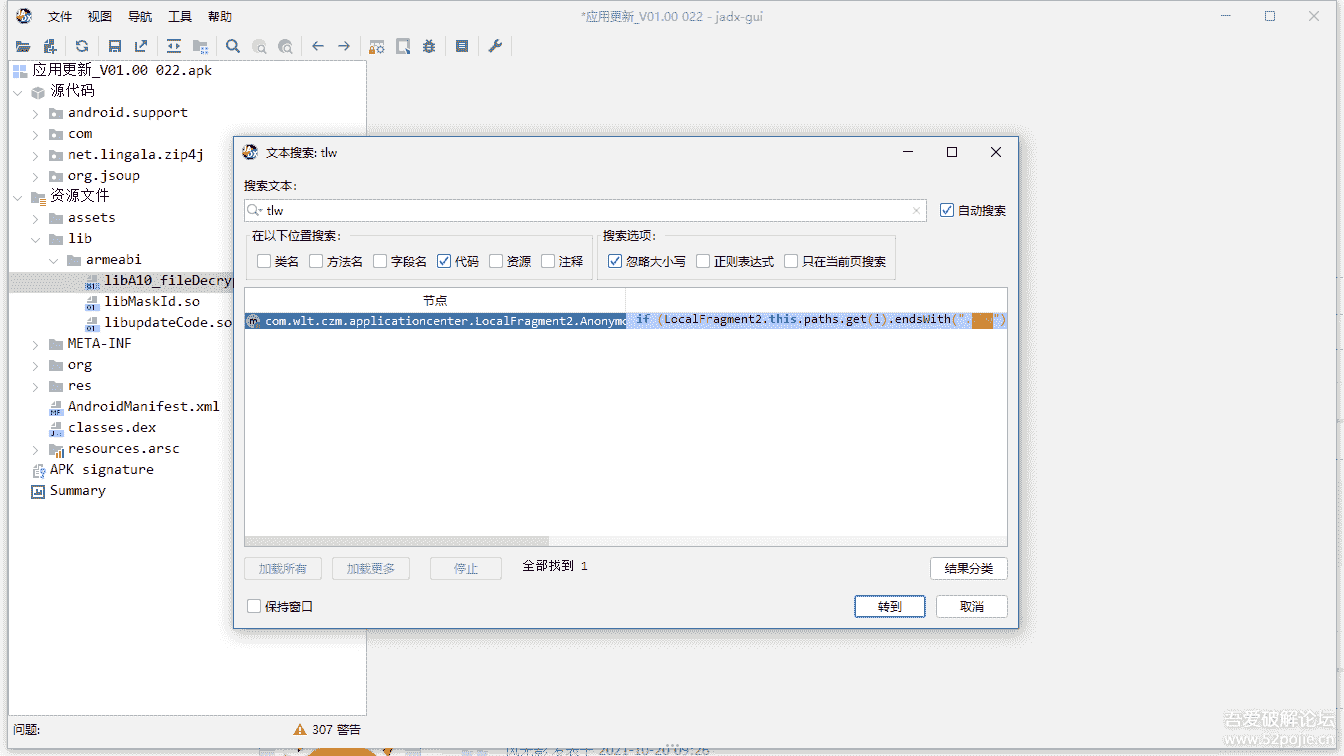 文件 视图 导航 工具 帮助
*应用更新_V01.00 022 - jadx-gui
应用更新_V01.00 022.apk
源代码
android.support
com
net.lingala.zip4j
org.jsoup
资源文件
assets
lib
armeabi
libA10_fileDecryp
libMaskId.so
libupdateCode.so
META-INF
org
res
AndroidManifest.xml
classes.dex
resources.arsc
APK signature
Summary
问题:
307 警告
文本搜索: tlw
搜索文本:
tlw
自动搜索
在以下位置搜索:
类名 方法名 字段名 代码 资源 注释
搜索选项:
忽略大小写 正则表达式 只在当前页搜索
节点
com.wlt.czm.applicationcenter.LocalFragment2.Anonymo if (LocalFragment2.this.paths.get(i).endsWith(". ")
加载所有 加载更多 停止 全部找到 1 结果分类
保持窗口 转到 取消
发表于 2021-10-20 09:26
吾爱破解论坛
www.52pojie.cn